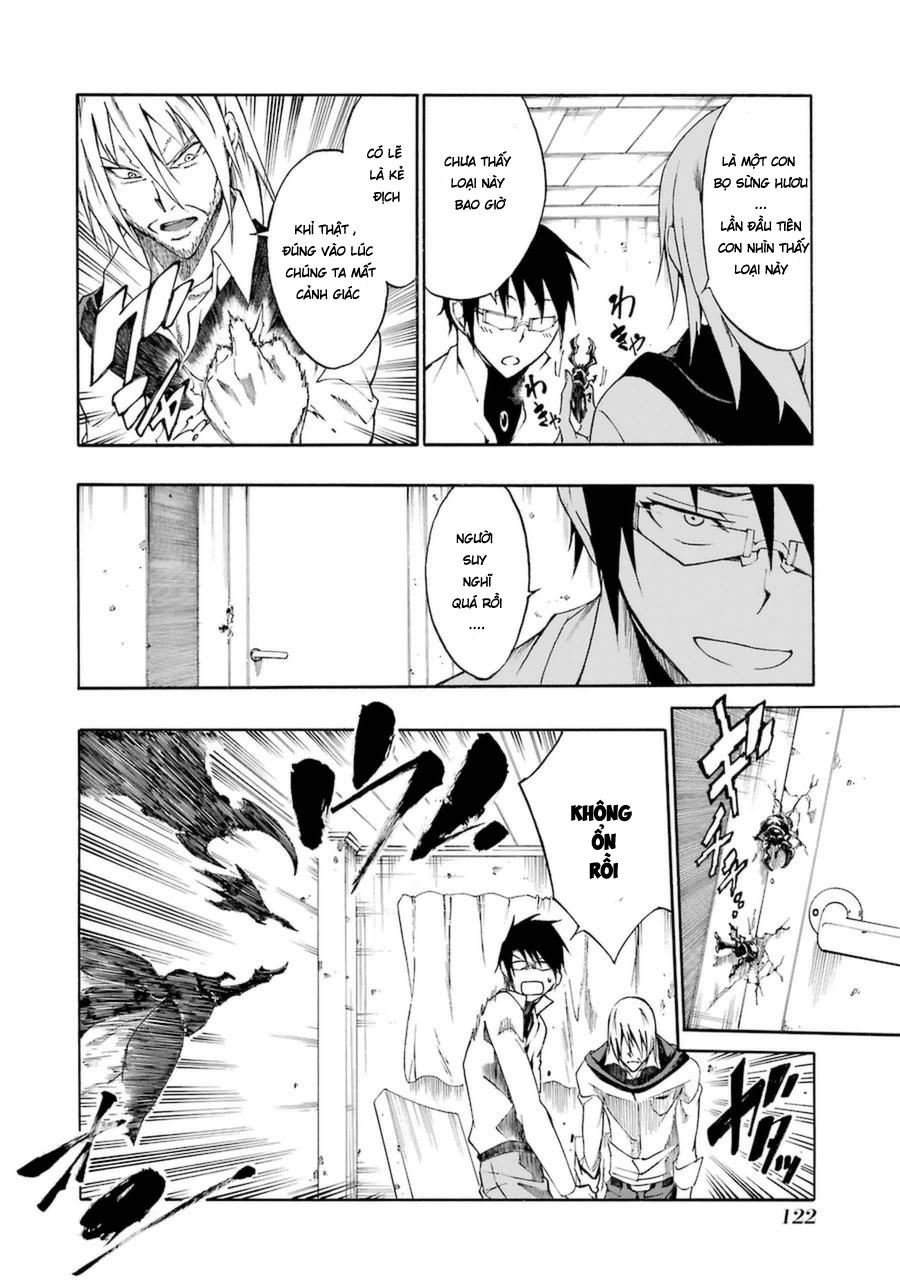 LÀ MỘT CON
BỌ SỪNG HƯƠU
...
LẦN ĐẦU TIÊN
CON NHÌN THẤY
LOẠI NÀY
CHƯA THẤY
LOẠI NÀY
BAO GIỜ
わきゃ
わきゃ
CÓ LẼ
LÀ KẺ
ĐỊCH
KHỈ THẬT ,
ĐÚNG VÀO LÚC
CHÚNG TA MẤT
CẢNH GIÁC
NGƯỜI
SUY
NGHĨ
QUÁ RỒI
....
KHÔNG
ỔN
RỒI
122